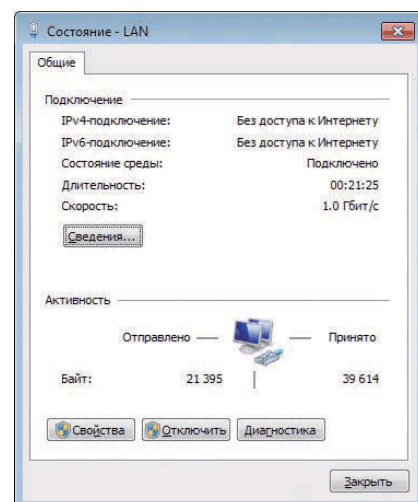 Состояние - LAN
Общие
Подключение
IPv4-подключение: Без доступа к Интернету
IPv6-подключение: Без доступа к Интернету
Состояние среды: Подключено
Длительность: 00:21:25
Скорость: 1.0 Гбит/с
Сведения...
Активность
Отправлено — — Принято
Байт: 21 395 39 614
Свойства Отключить Диагностика
Закрыть